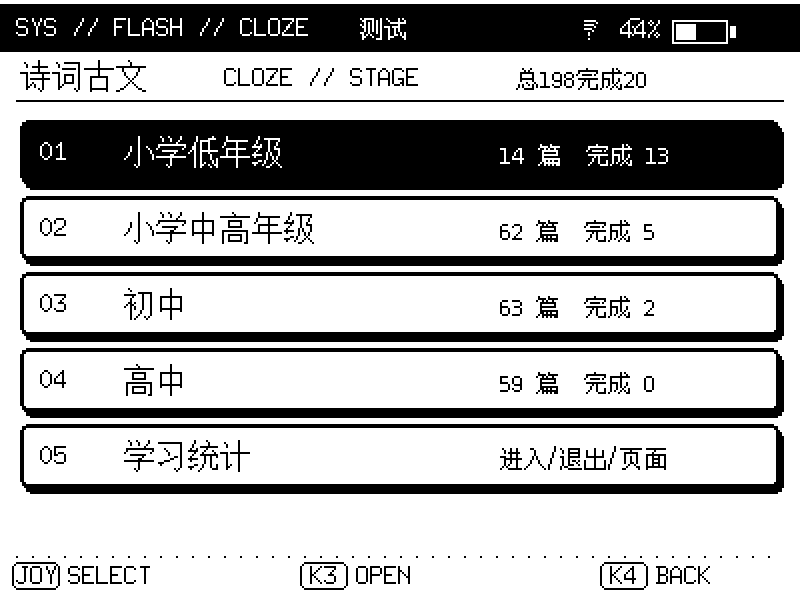 SYS // FLASH // CLOZE 测试 44%
诗词古文 CLOZE // STAGE 总198完成20
01 小学低年级 14 篇 完成 13
02 小学中高年级 62 篇 完成 5
03 初中 63 篇 完成 2
04 高中 59 篇 完成 0
05 学习统计 进入/退出/页面
JOY SELECT K3 OPEN K4 BACK